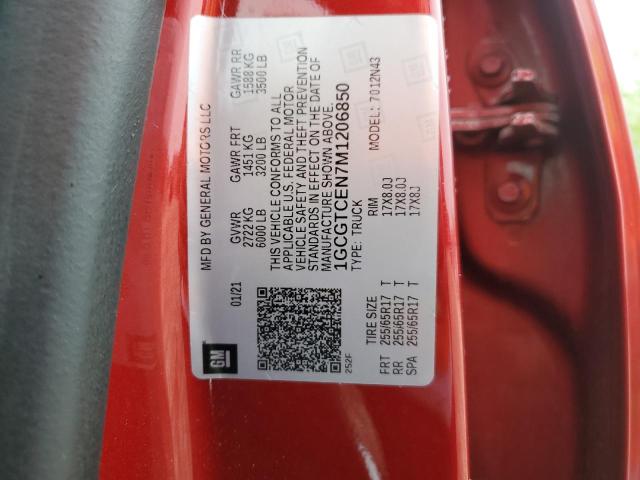 MFD BY GENERAL MOTORS LLC
01/21 GVWR GAWR FRT GAWR RR
2722 KG 1451 KG 1588 KG
6000 LB 3200 LB 3500 LB
THIS VEHICLE CONFORMS TO ALL
APPLICABLE U.S. FEDERAL MOTOR
VEHICLE SAFETY AND THEFT PREVENTION
STANDARDS IN EFFECT ON THE DATE OF
MANUFACTURE SHOWN ABOVE.
1GCGTCEN7M1206850
TYPE: TRUCK MODEL: 7012N43
GM
252F
TIRE SIZE RIM
FRT 255/65R17 T 17X8.0J
RR 255/65R17 T 17X8.0J
SPA 255/65R17 T 17X8J